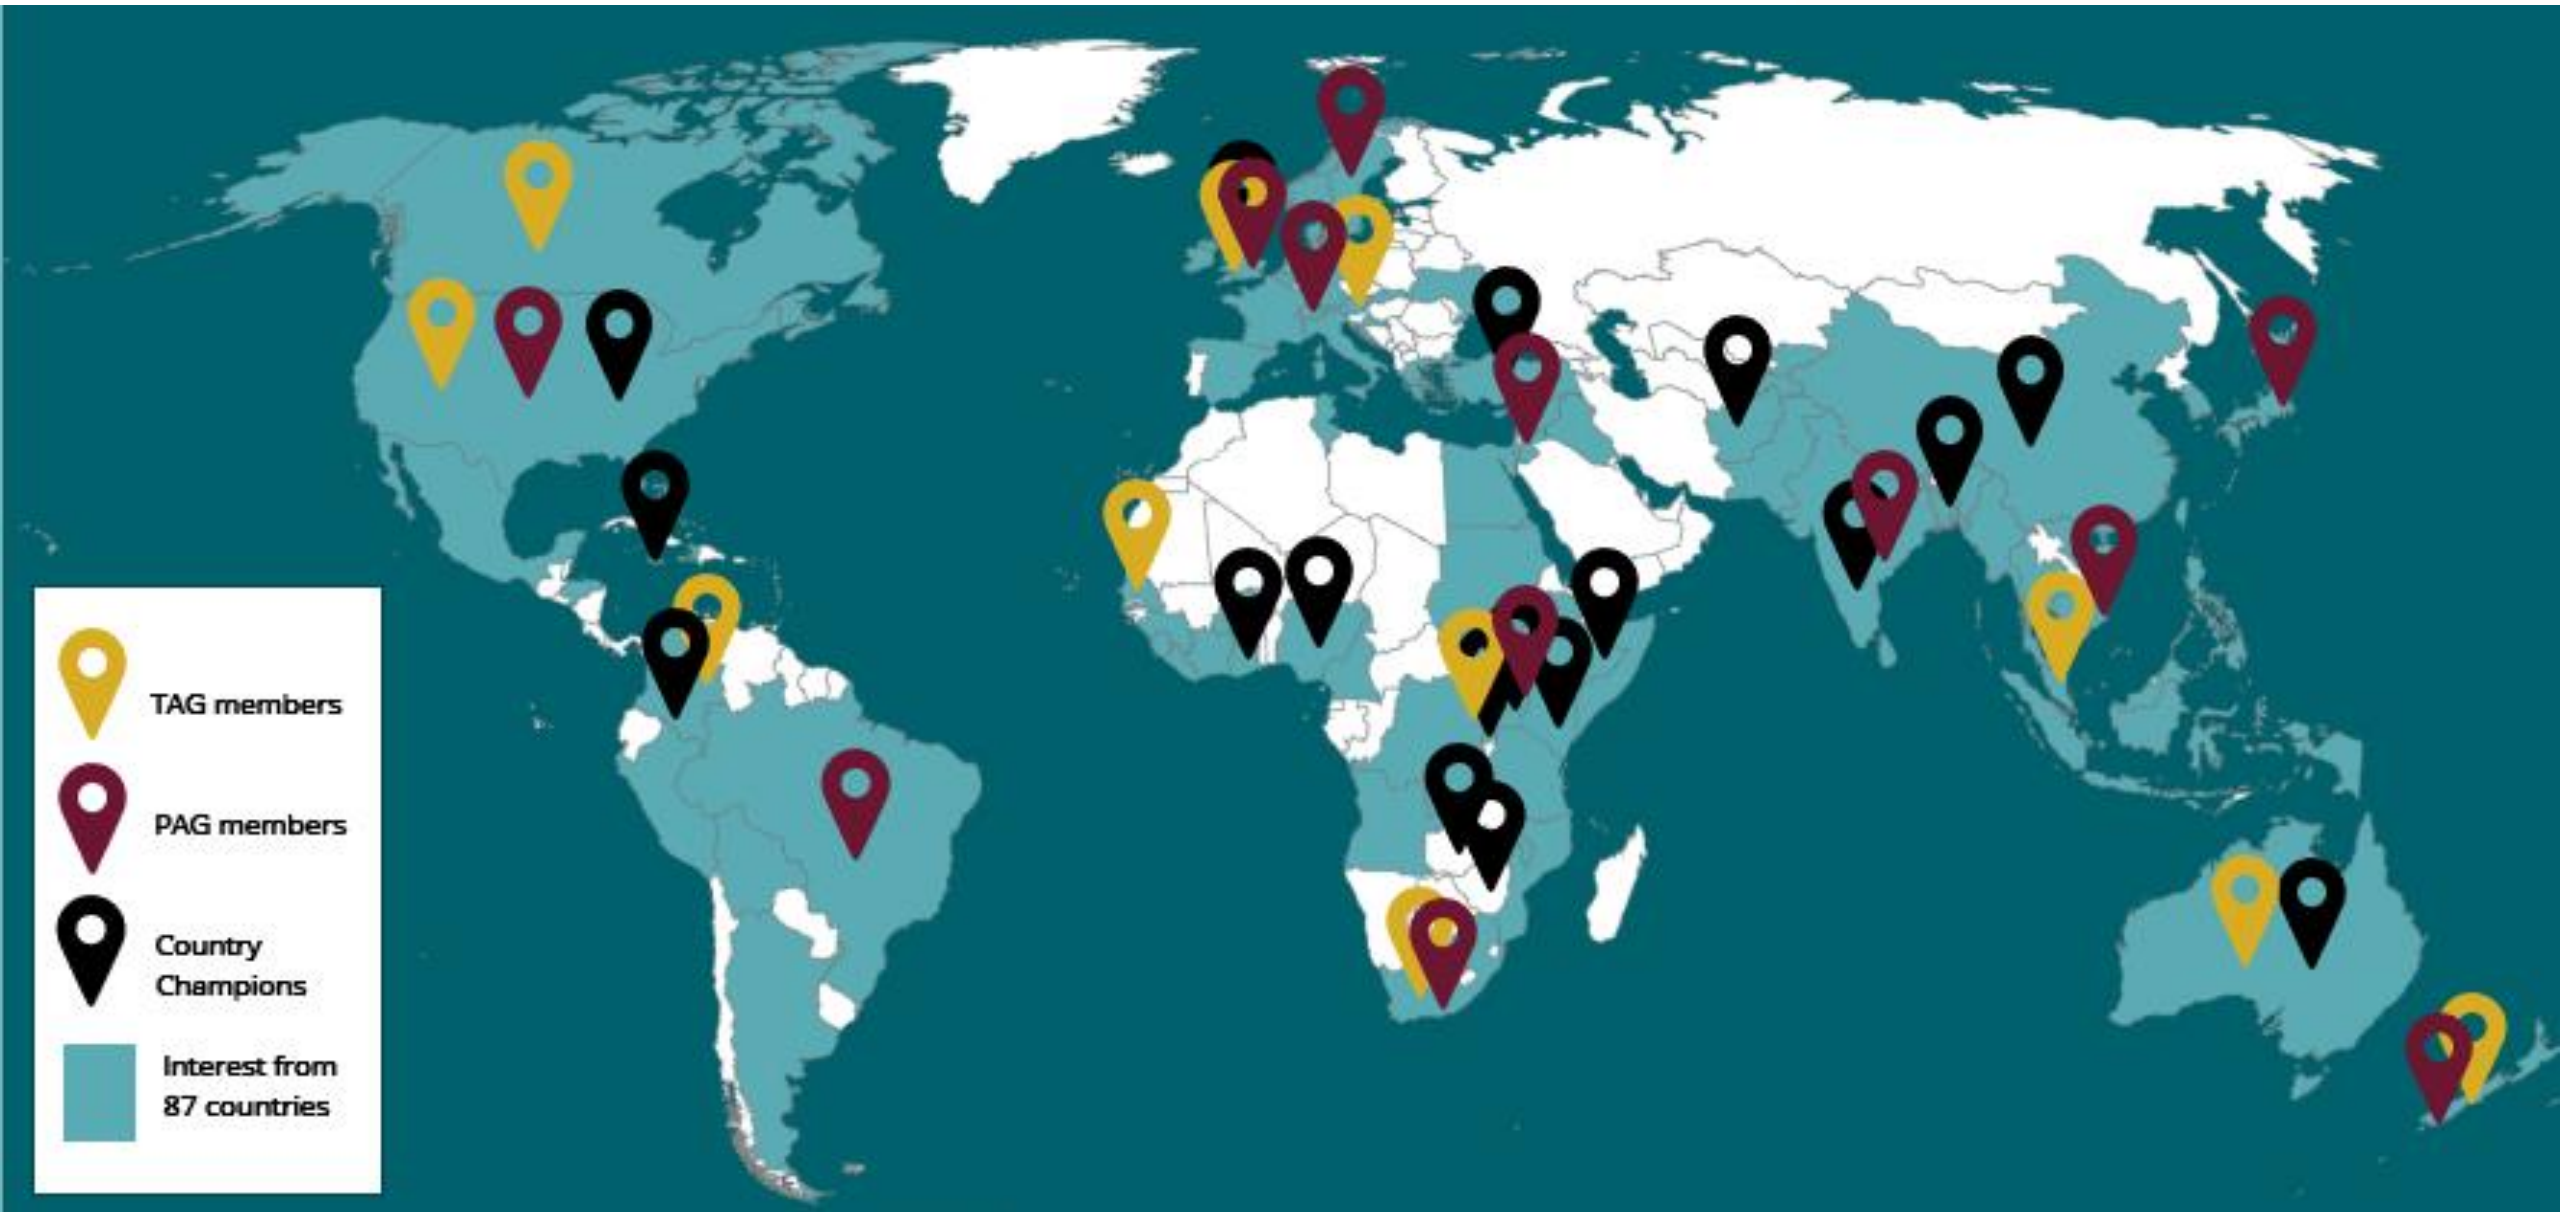 TAG members
PAG members
Country
Champions
Interest from
87 countries